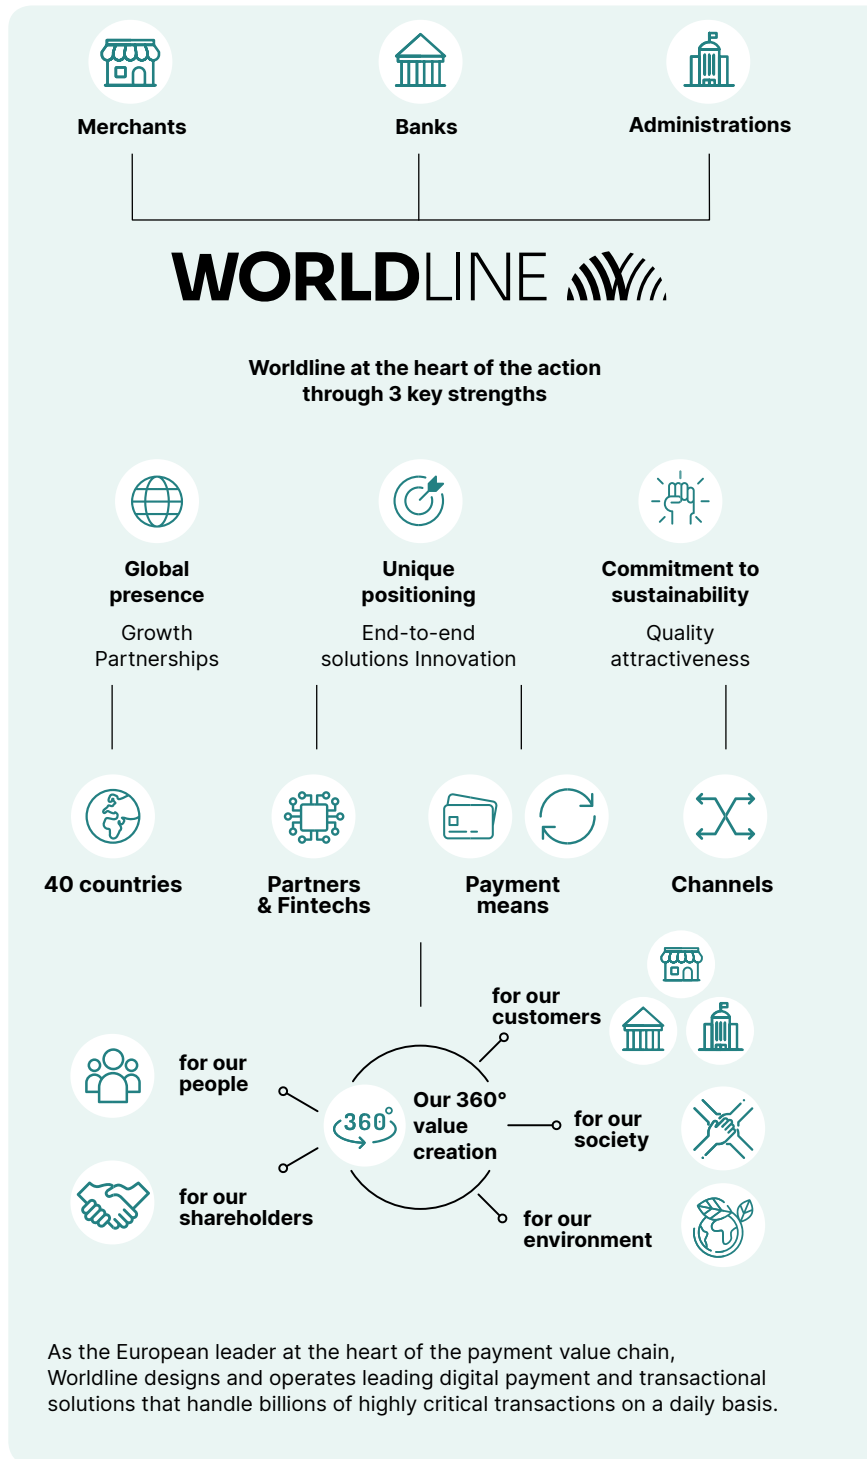 Merchants
Banks
Administrations
WORLDLINE
Worldline at the heart of the action
through 3 key strengths
Global
presence
Growth
Partnerships
Unique
positioning
End-to-end
solutions Innovation
Commitment to
sustainability
Quality
attractiveness
40 countries
Partners
& Fintechs
Payment
means
Channels
for our
customers
for our
people
360°
Our 360°
value
creation
for our
society
for our
shareholders
for our
environment
As the European leader at the heart of the payment value chain,
Worldline designs and operates leading digital payment and transactional
solutions that handle billions of highly critical transactions on a daily basis.